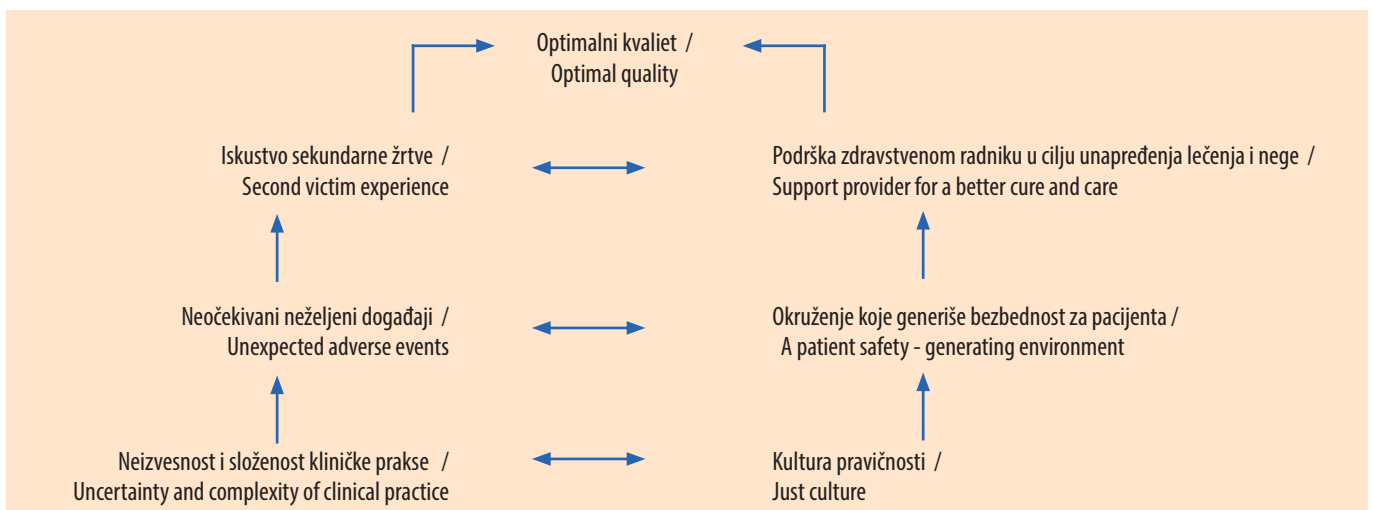 Optimalni kvaliet /
Optimal quality
Iskustvo sekundarne žrtve /
Second victim experience
Podrška zdravstvenom radniku u cilju unapređenja lečenja i nege /
Support provider for a better cure and care
Neočekivani neželjeni događaji /
Unexpected adverse events
Okruženje koje generiše bezbednost za pacijenta /
A patient safety - generating environment
Neizvesnost i složenost kliničke prakse /
Uncertainty and complexity of clinical practice
Kultura pravičnosti /
Just culture